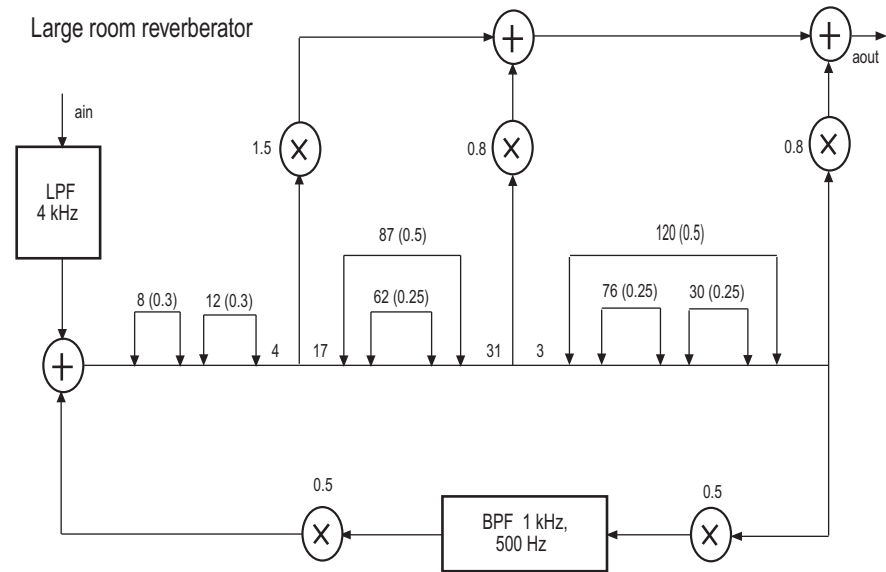 Large room reverberator
aout
ain
1.5
0.8
0.8
LPF
4 kHz
87 (0.5)
120 (0.5)
8 (0.3)
12 (0.3)
62 (0.25)
76 (0.25)
30 (0.25)
4
17
31
3
0.5
0.5
BPF 1 kHz,
500 Hz